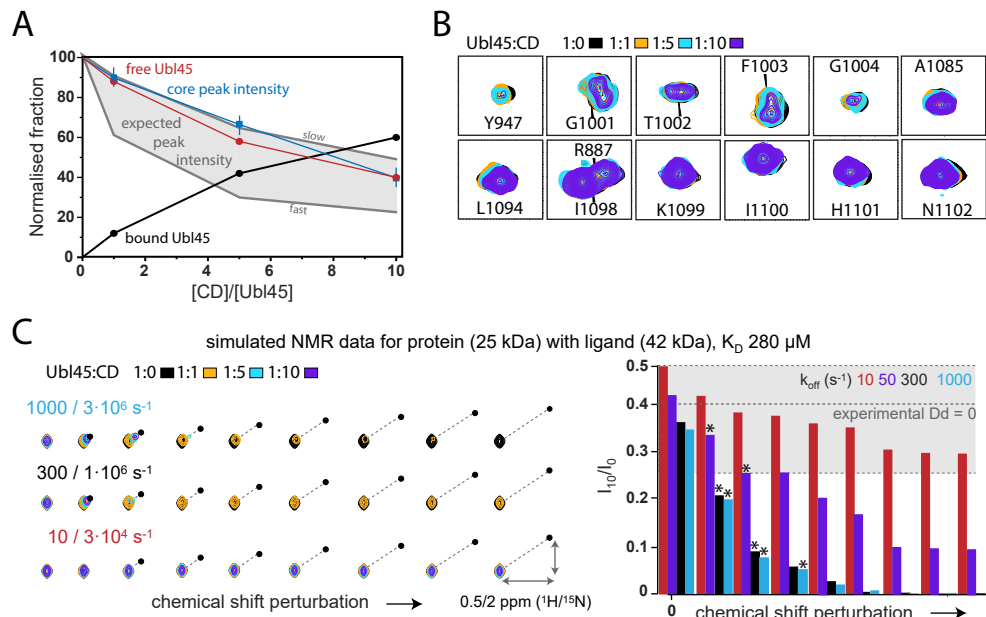 A
Normalised fraction
100
80
60
40
20
0
free Ubl45
core peak intensity
expected
peak
intensity
slow
fast
bound Ubl45
0
2
4
6
8
10
[CD]/[Ubl45]
B
Ubl45:CD 1:0 1:1 1:5 1:10
Y947
G1001
T1002
F1003
G1004
A1085
L1094
R887
I1098
K1099
I1100
H1101
N1102
C
simulated NMR data for protein (25 kDa) with ligand (42 kDa), K_D 280 µM
Ubl45:CD 1:0 1:1 1:5 1:10
1000 / 3·10⁶ s⁻¹
300 / 1·10⁶ s⁻¹
10 / 3·10⁴ s⁻¹
chemical shift perturbation
0.5/2 ppm (¹H/¹⁵N)
I₁₀/I₀
0.5
0.4
0.3
0.2
0.1
0
k_off (s⁻¹) 10 50 300 1000
experimental Dd = 0
* * * * * * *
0
chemical shift perturbation